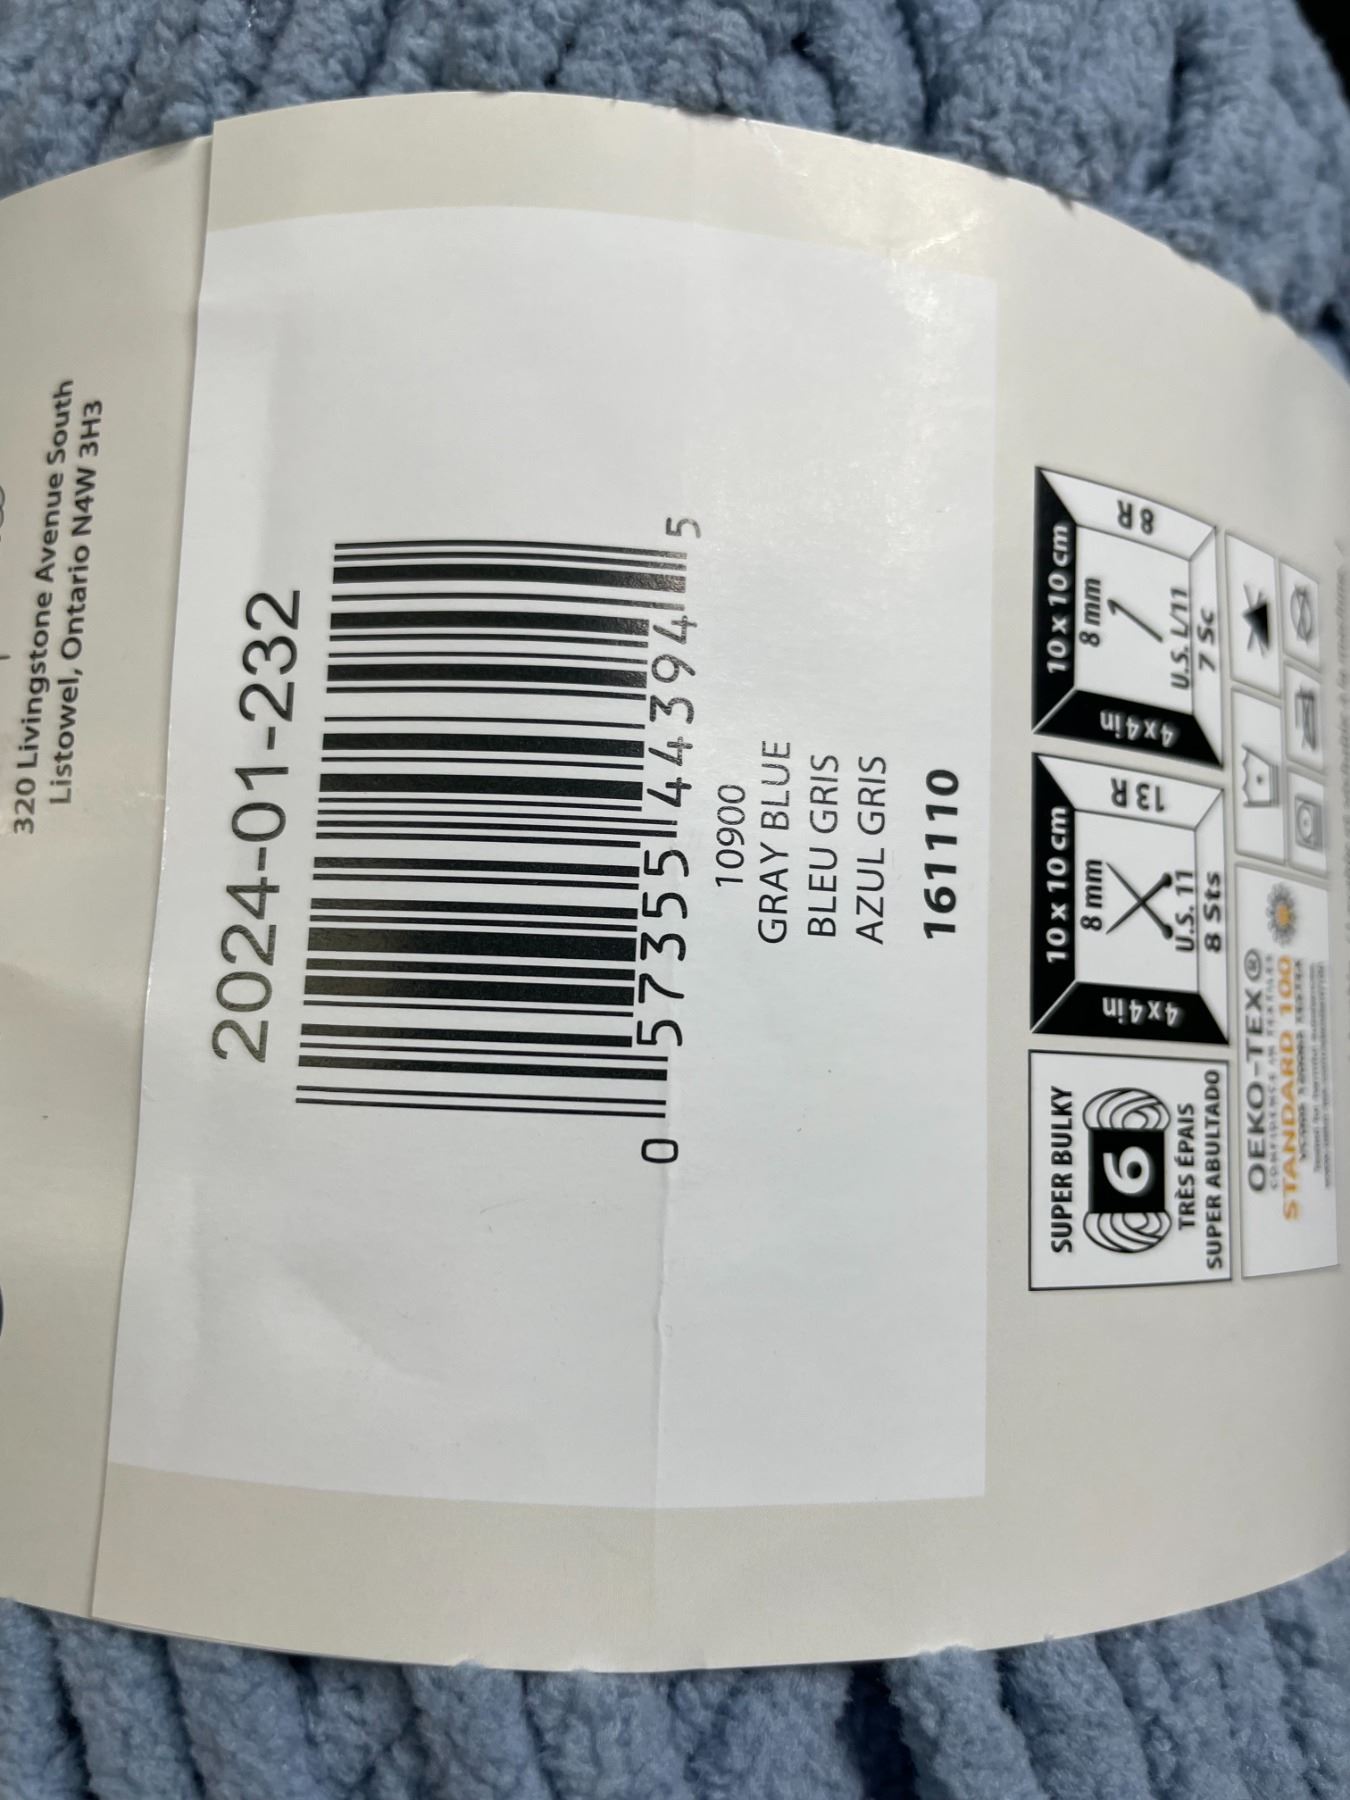 320 Livingstone Avenue South
Listowel, Ontario N4W 3H3
2024-01-232
0 57355 44394 5
10900
GRAY BLUE
BLEU GRIS
AZUL GRIS
161110
SUPER BULKY
6
TRÈS ÉPAIS
SUPER ABULTADO
10 x 10 cm
4 x 4 in
8 mm
13 R
U.S. 11
8 Sts
10 x 10 cm
4 x 4 in
8 mm
8 R
U.S. L/11
7 Sc
OEKO-TEX®
CONFIDENCE IN TEXTILES
STANDARD 100